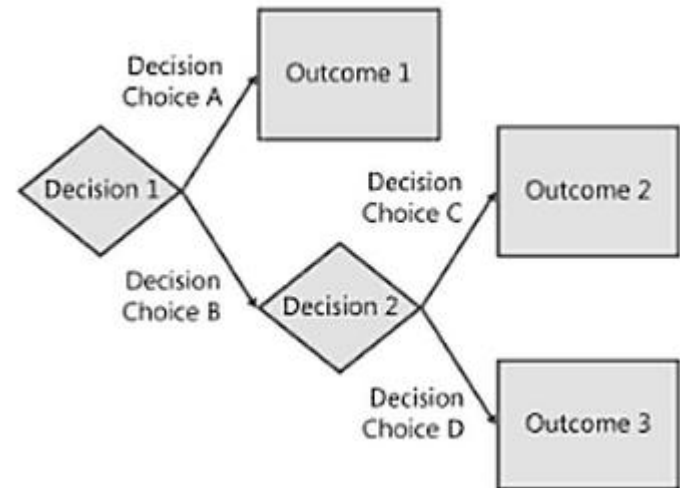 Decision
Choice A
Outcome 1
Decision 1
Decision
Choice B
Decision 2
Decision
Choice C
Outcome 2
Decision
Choice D
Outcome 3